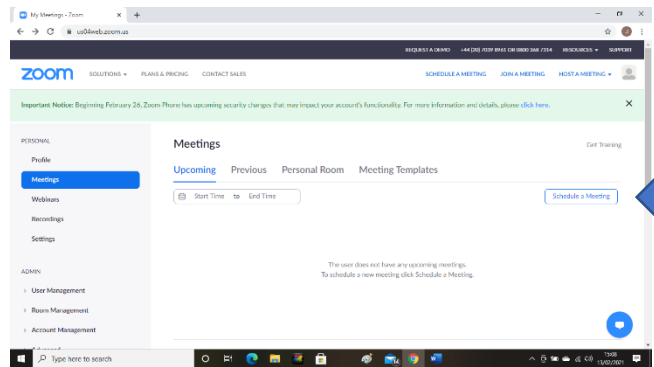 My Meetings - Zoom
us04web.zoom.us
REQUEST A DEMO +44 (20) 7039 8961 OR 0800 368 7314 RESOURCES SUPPORT
zoom SOLUTIONS PLANS & PRICING CONTACT SALES SCHEDULE A MEETING JOIN A MEETING HOST A MEETING
Important Notice: Beginning February 26, Zoom Phone has upcoming security changes that may impact your account's functionality. For more information and details, please click here.
PERSONAL
Profile
Meetings
Webinars
Recordings
Settings
ADMIN
User Management
Room Management
Account Management
Meetings
Get Training
Upcoming Previous Personal Room Meeting Templates
Start Time to End Time
Schedule a Meeting
The user does not have any upcoming meetings.
To schedule a new meeting click Schedule a Meeting.
Type here to search
13/02/2021